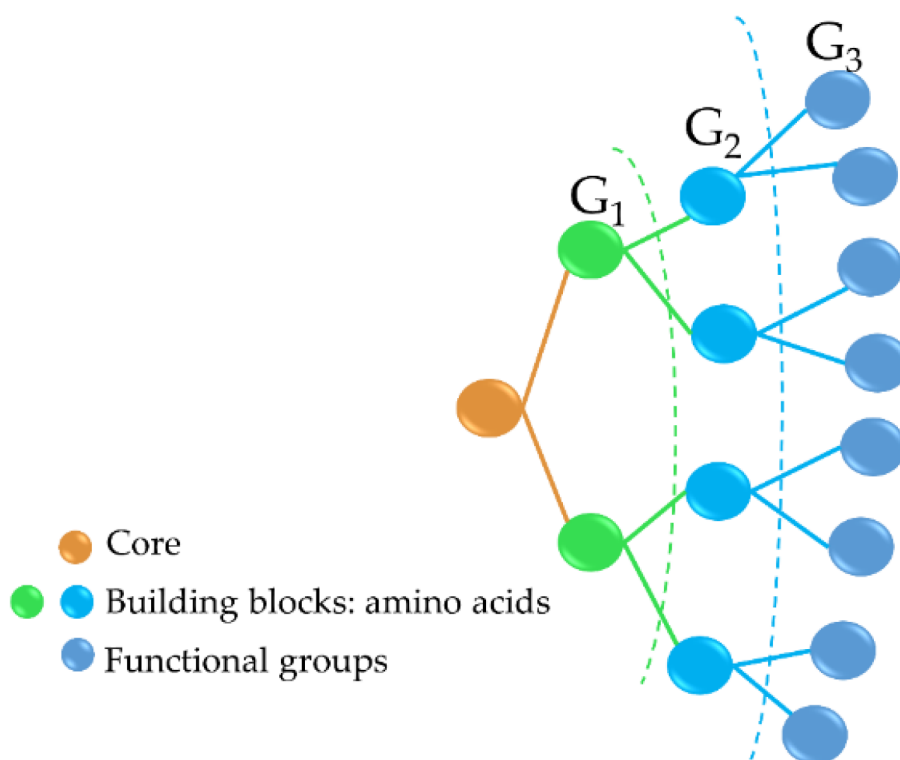 G₃
G₂
G₁
Core
Building blocks: amino acids
Functional groups